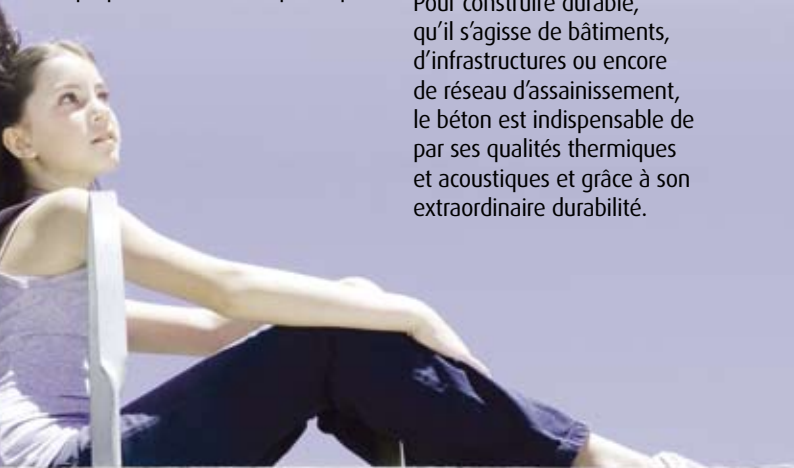 Pour construire durable,
qu’il s’agisse de bâtiments,
d’infrastructures ou encore
de réseau d’assainissement,
le béton est indispensable de
par ses qualités thermiques
et acoustiques et grâce à son
extraordinaire durabilité.